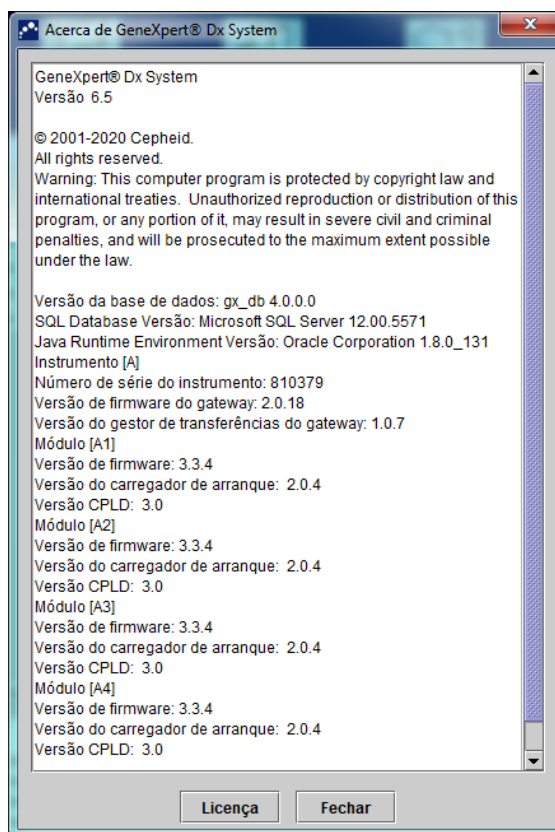 Acerca de GeneXpert® Dx System
GeneXpert® Dx System
Versão 6.5
© 2001-2020 Cepheid.
All rights reserved.
Warning: This computer program is protected by copyright law and
international treaties. Unauthorized reproduction or distribution of this
program, or any portion of it, may result in severe civil and criminal
penalties, and will be prosecuted to the maximum extent possible
under the law.
Versão da base de dados: gx_db 4.0.0.0
SQL Database Versão: Microsoft SQL Server 12.00.5571
Java Runtime Environment Versão: Oracle Corporation 1.8.0_131
Instrumento [A]
Número de série do instrumento: 810379
Versão de firmware do gateway: 2.0.18
Versão do gestor de transferências do gateway: 1.0.7
Módulo [A1]
Versão de firmware: 3.3.4
Versão do carregador de arranque: 2.0.4
Versão CPLD: 3.0
Módulo [A2]
Versão de firmware: 3.3.4
Versão do carregador de arranque: 2.0.4
Versão CPLD: 3.0
Módulo [A3]
Versão de firmware: 3.3.4
Versão do carregador de arranque: 2.0.4
Versão CPLD: 3.0
Módulo [A4]
Versão de firmware: 3.3.4
Versão do carregador de arranque: 2.0.4
Versão CPLD: 3.0
Licença Fechar